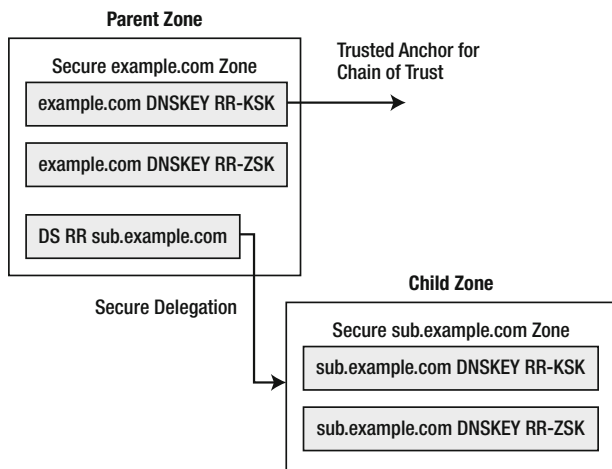 Parent Zone
Secure example.com Zone
example.com DNSKEY RR-KSK
Trusted Anchor for
Chain of Trust
example.com DNSKEY RR-ZSK
DS RR sub.example.com
Secure Delegation
Child Zone
Secure sub.example.com Zone
sub.example.com DNSKEY RR-KSK
sub.example.com DNSKEY RR-ZSK